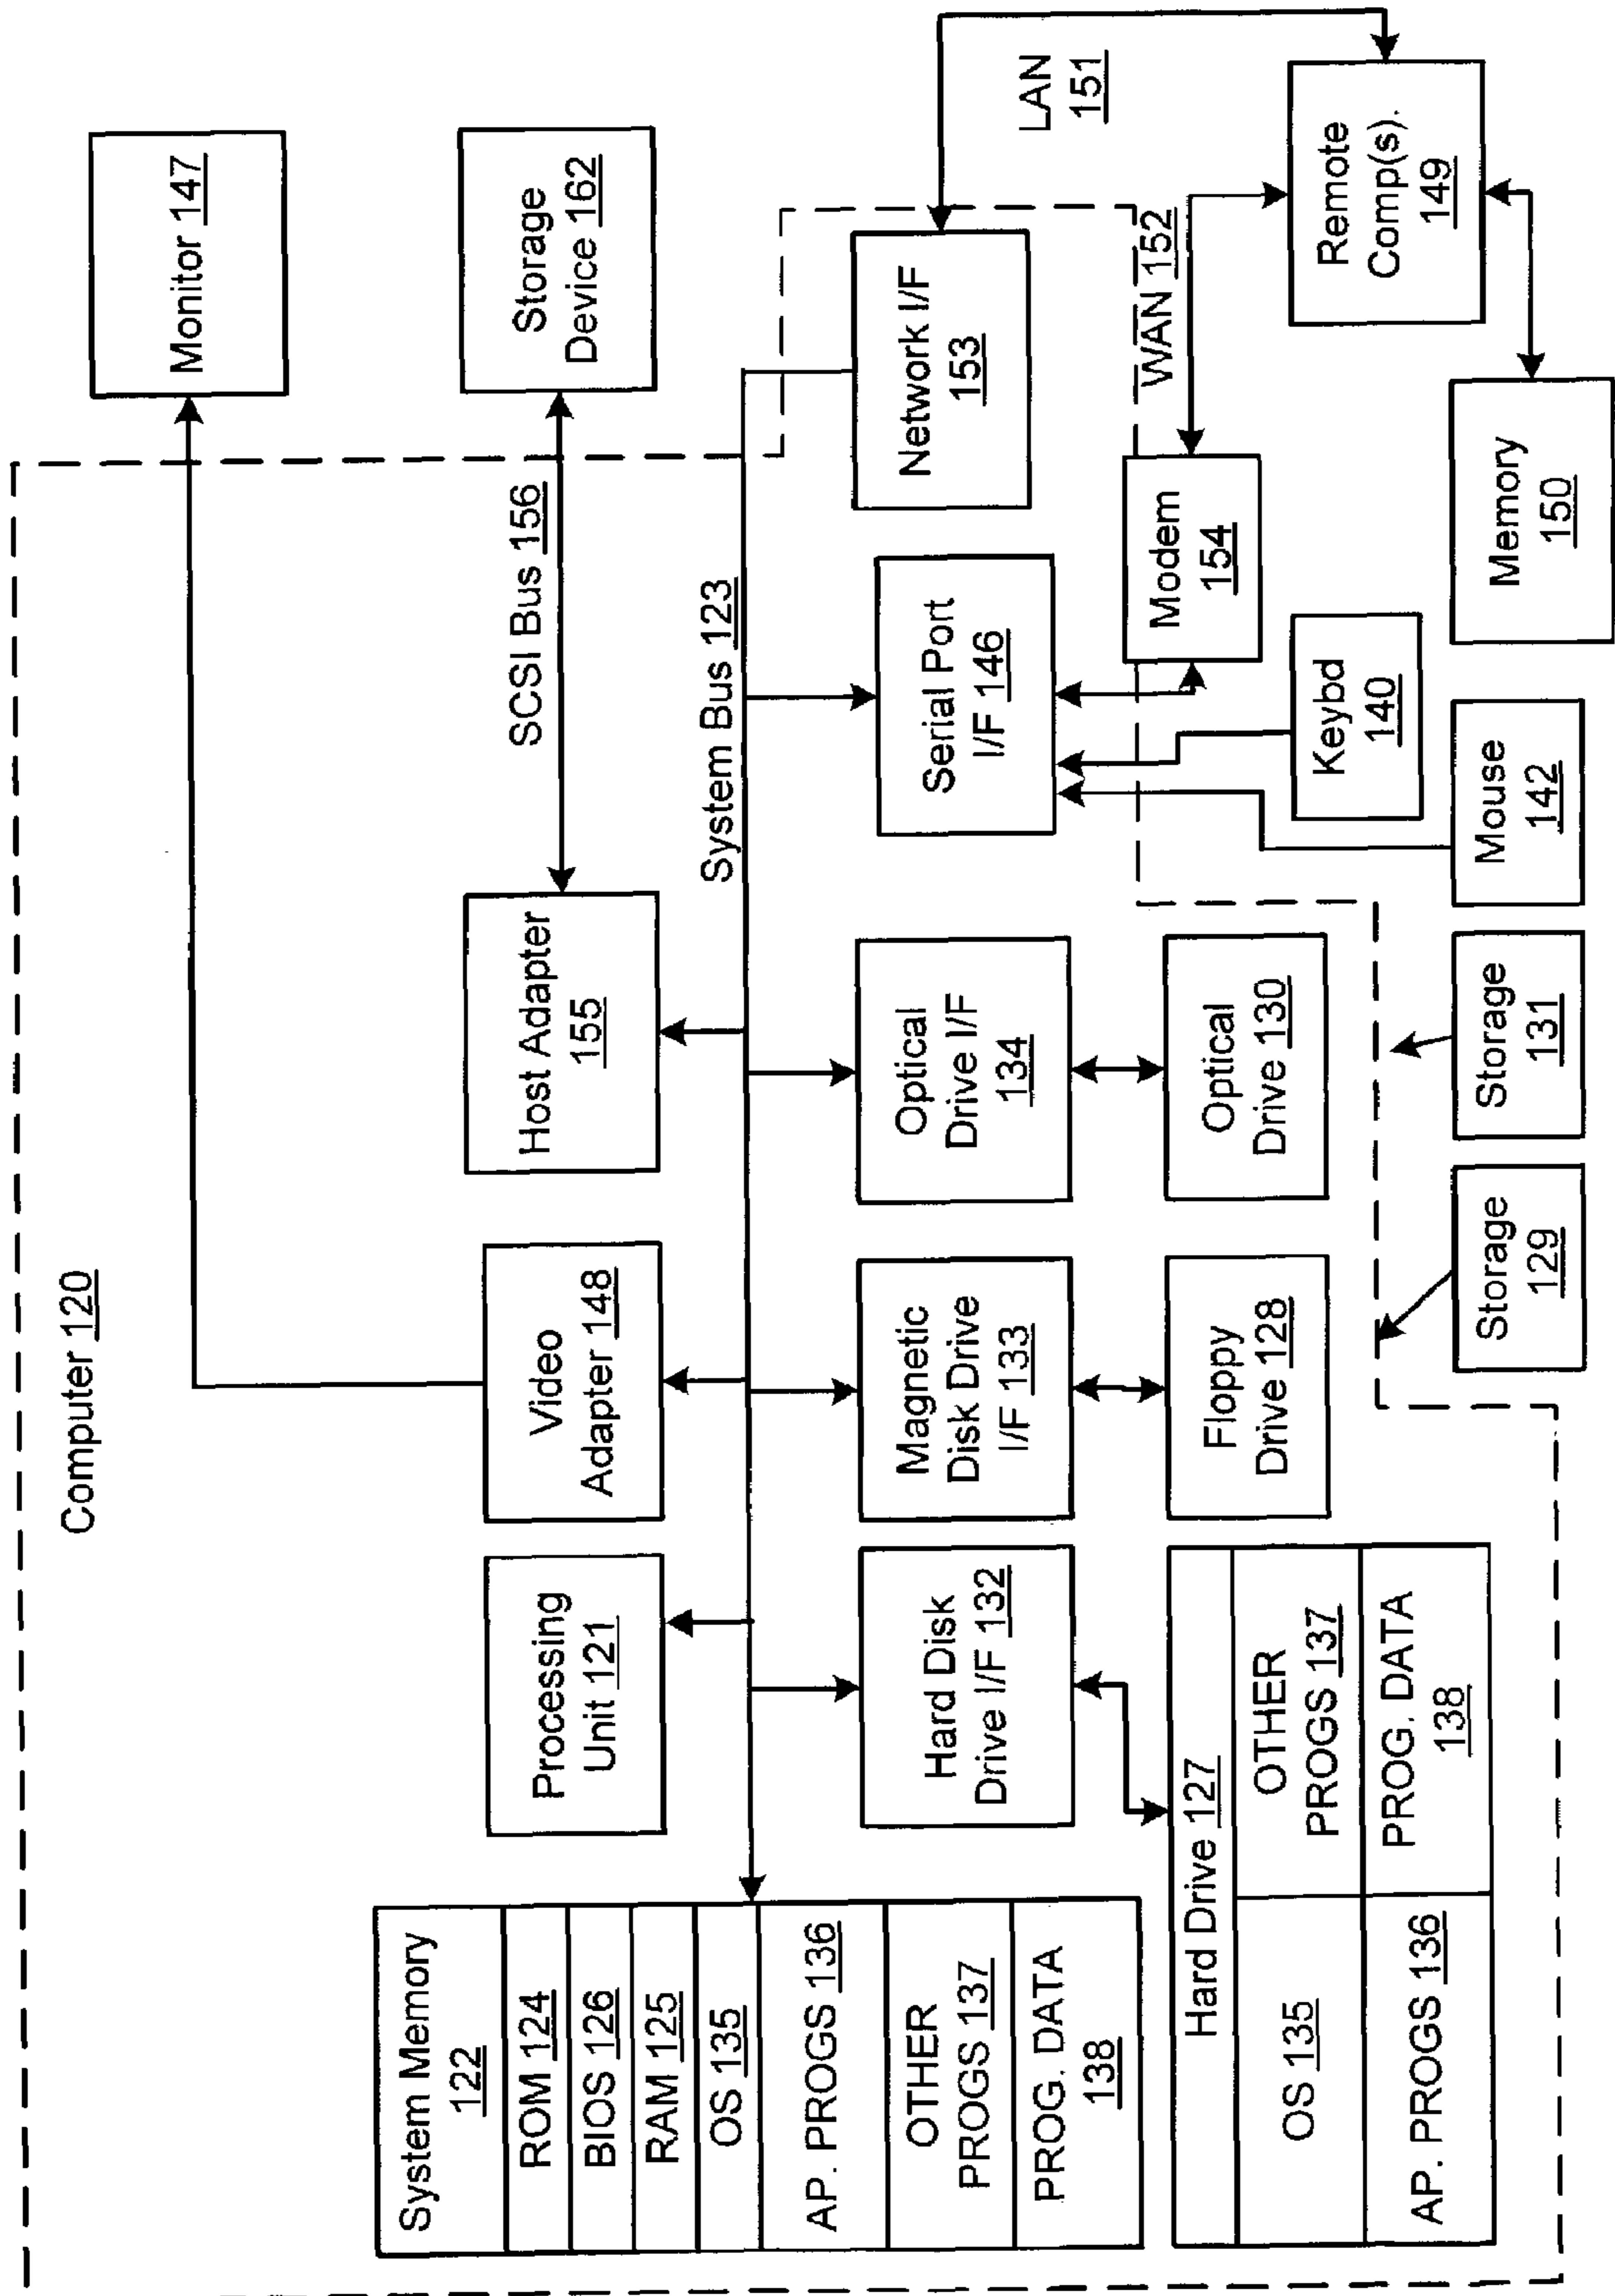 Computer 120
Monitor 147
Storage
Device 162
SCSI Bus 156
System Bus 123
System Memory
122
ROM 124
BIOS 126
RAM 125
OS 135
AP. PROGS 136
OTHER
PROGS 137
PROG. DATA
138
Processing
Unit 121
Video
Adapter 148
Host Adapter
155
Hard Disk
Drive I/F 132
Magnetic
Disk Drive
I/F 133
Optical
Drive I/F
134
Serial Port
I/F 146
Network I/F
153
LAN
151
Hard Drive 127
OS 135
OTHER
PROGS 137
AP. PROGS 136
PROG. DATA
138
Floppy
Drive 128
Optical
Drive 130
Modem
154
WAN 152
Remote
Comp(s).
149
Keybd
140
Storage
129
Storage
131
Mouse
142
Memory
150